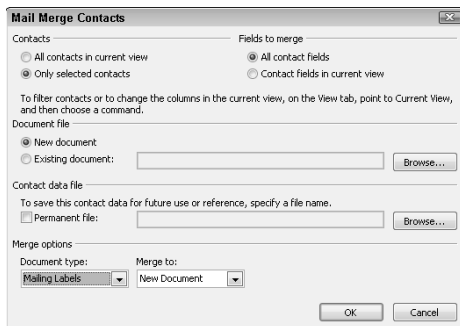 Mail Merge Contacts
Contacts
Fields to merge
All contacts in current view
All contact fields
Only selected contacts
Contact fields in current view
To filter contacts or to change the columns in the current view, on the View tab, point to Current View,
and then choose a command.
Document file
New document
Existing document:
Browse...
Contact data file
To save this contact data for future use or reference, specify a file name.
Permanent file:
Browse...
Merge options
Document type:
Merge to:
Mailing Labels
New Document
OK
Cancel